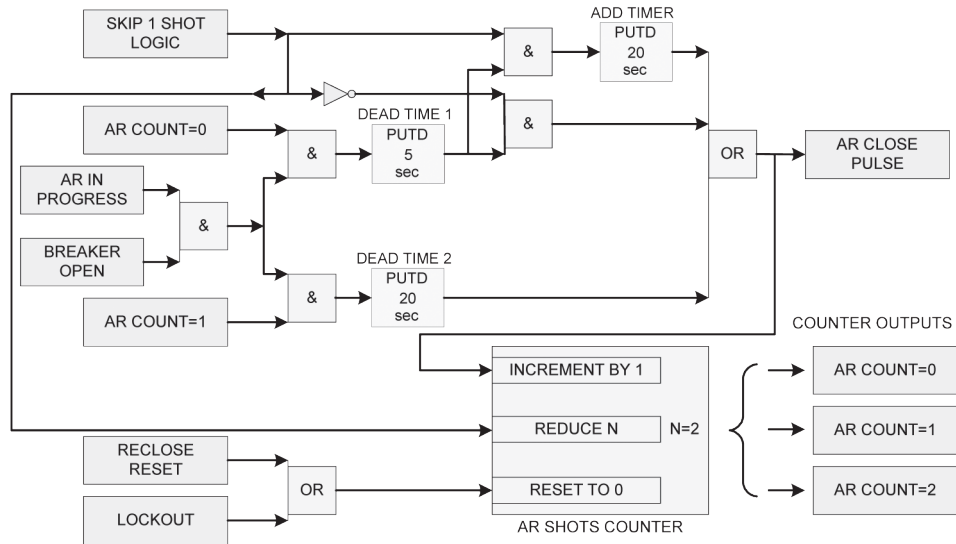 SKIP 1 SHOT
LOGIC
ADD TIMER
&
PUTD
20
sec
AR COUNT=0
DEAD TIME 1
&
PUTD
5
sec
&
OR
AR CLOSE
PULSE
AR IN
PROGRESS
&
BREAKER
OPEN
DEAD TIME 2
&
PUTD
20
sec
AR COUNT=1
COUNTER OUTPUTS
INCREMENT BY 1
AR COUNT=0
REDUCE N
N=2
AR COUNT=1
RECLOSE
RESET
OR
RESET TO 0
AR COUNT=2
LOCKOUT
AR SHOTS COUNTER